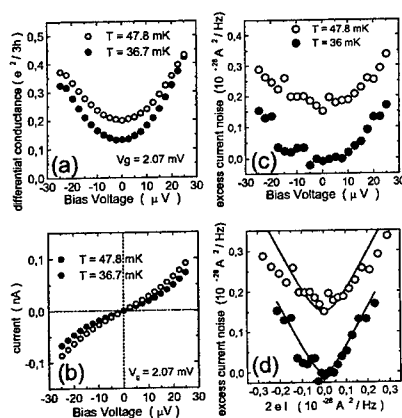 differential conductance (e²/3h)
0,5
0,4
0,3
0,2
0,1
0,0
T = 47.8 mK
T = 36.7 mK
(a)
Vg = 2.07 mV
-30 -20 -10 0 10 20 30
Bias Voltage ( µV )
excess current noise (10⁻²⁸ A² / Hz)
0,4
0,3
0,2
0,1
0,0
T = 47.8 mK
T = 36 mK
(c)
-30 -20 -10 0 10 20 30
Bias Voltage ( µV )
current (nA)
0,1
0,0
-0,1
T = 47.8 mK
T = 36.7 mK
(b)
V_g = 2.07 mV
-30 -20 -10 0 10 20 30
Bias Voltage ( µV )
excess current noise (10⁻²⁸ A² / Hz)
0,3
0,2
0,1
0,0
(d)
-0,3 -0,2 -0,1 0,0 0,1 0,2 0,3
2 e I ( 10⁻²⁸ A² / Hz)